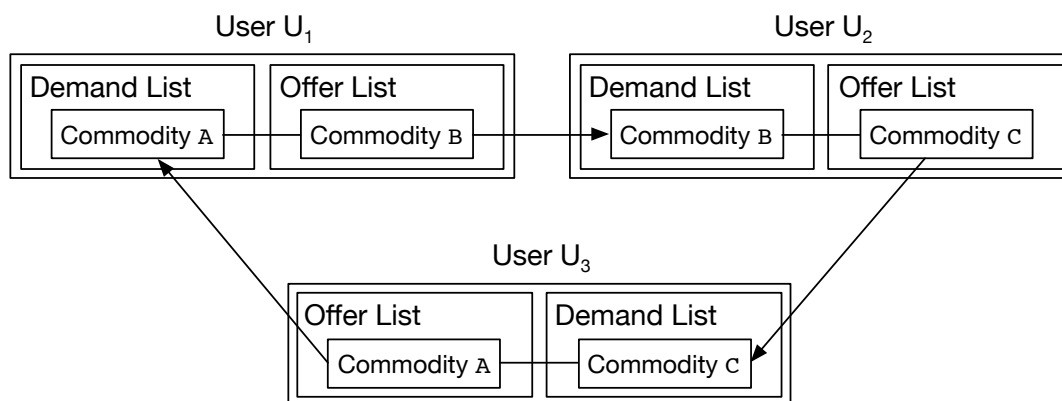 User U1
Demand List
Offer List
Commodity A
Commodity B
User U2
Demand List
Offer List
Commodity B
Commodity C
User U3
Offer List
Demand List
Commodity A
Commodity C